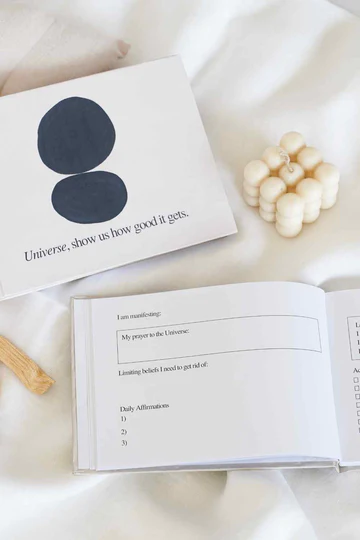 Universe, show us how good it gets.
I am manifesting:
My prayer to the Universe:
Limiting beliefs I need to get rid of:
Daily Affirmations
1)
2)
3)